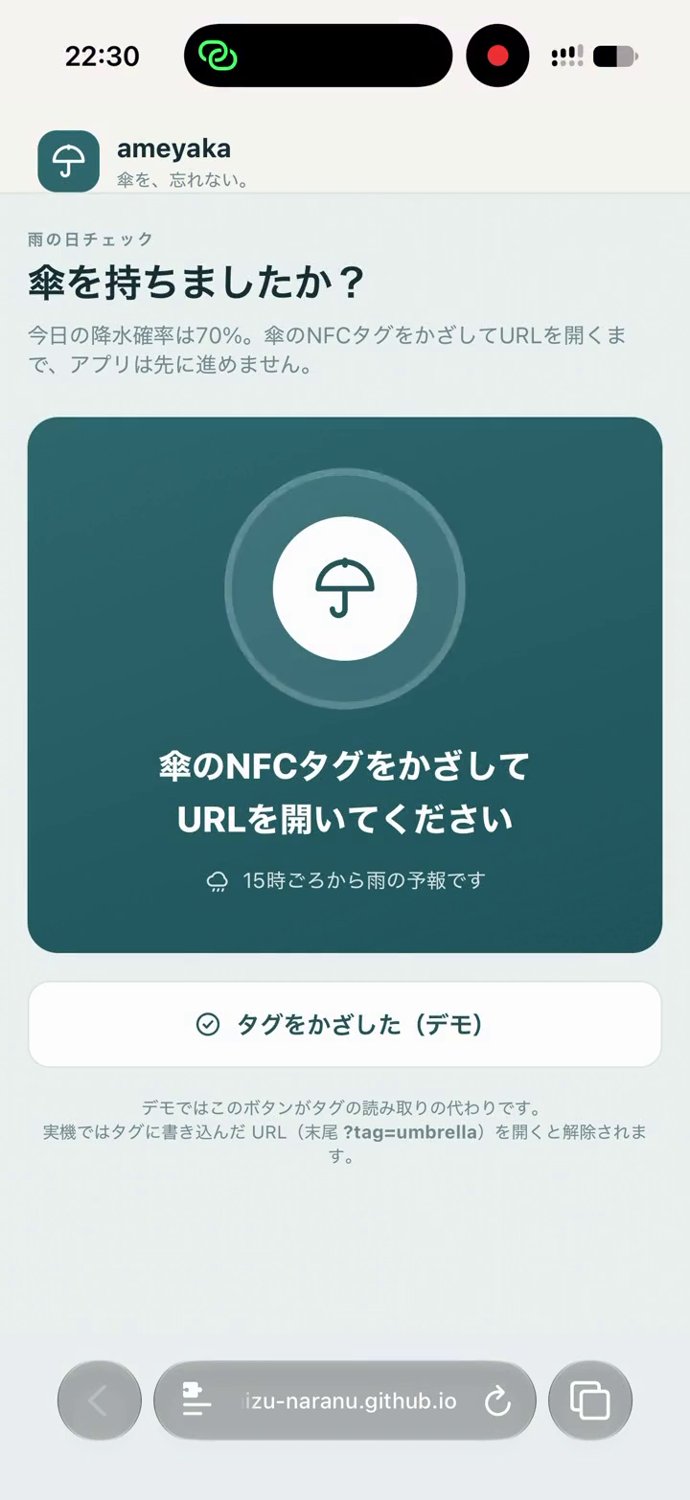 22:30
ameyaka
傘を、忘れない。
雨の日チェック
傘を持ちましたか？
今日の降水確率は70%。傘のNFCタグをかざしてURLを開くま
で、アプリは先に進めません。
傘のNFCタグをかざして
URLを開いてください
15時ごろから雨の予報です
タグをかざした（デモ）
デモではこのボタンがタグの読み取りの代わりです。
実機ではタグに書き込んだ URL（末尾 ?tag=umbrella）を開くと解除されま
す。
izu-naranu.github.io